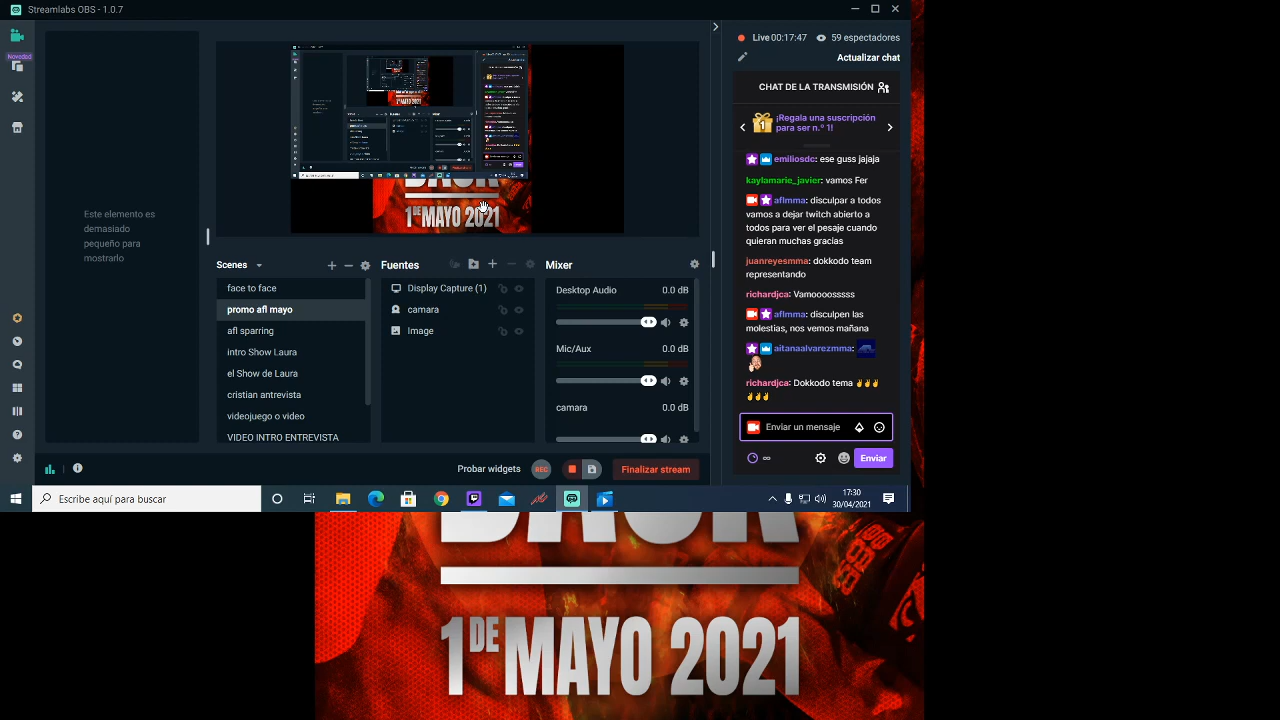 Streamlabs OBS - 1.0.7
Novedad
Este elemento es
demasiado
pequeño para
mostrarlo
1 DE MAYO 2021
Scenes
face to face
promo afl mayo
afl sparring
intro Show Laura
el Show de Laura
cristian antrevista
videojuego o video
VIDEO INTRO ENTREVISTA
Fuentes
Display Capture (1)
camara
Image
Mixer
Desktop Audio 0.0 dB
Mic/Aux 0.0 dB
camara 0.0 dB
Probar widgets
REC
Finalizar stream
Live 00:17:47 59 espectadores
Actualizar chat
CHAT DE LA TRANSMISIÓN
1
¡Regala una suscripción
para ser n.º 1!
emiliosdc: ese guss jajaja
kaylamarie_javier: vamos Fer
aflmma: disculpar a todos
vamos a dejar twitch abierto a
todos para ver el pesaje cuando
quieran muchas gracias
juanreyesmma: dokkodo team
representando
richardjca: Vamoooosssss
aflmma: disculpen las
molestias, nos vemos mañana
aitanaalvarezmma:
richardjca: Dokkodo tema ✌✌✌
✌✌✌
Enviar un mensaje
∞
Enviar
Escribe aquí para buscar
17:30
30/04/2021
BACK
1 DE MAYO 2021